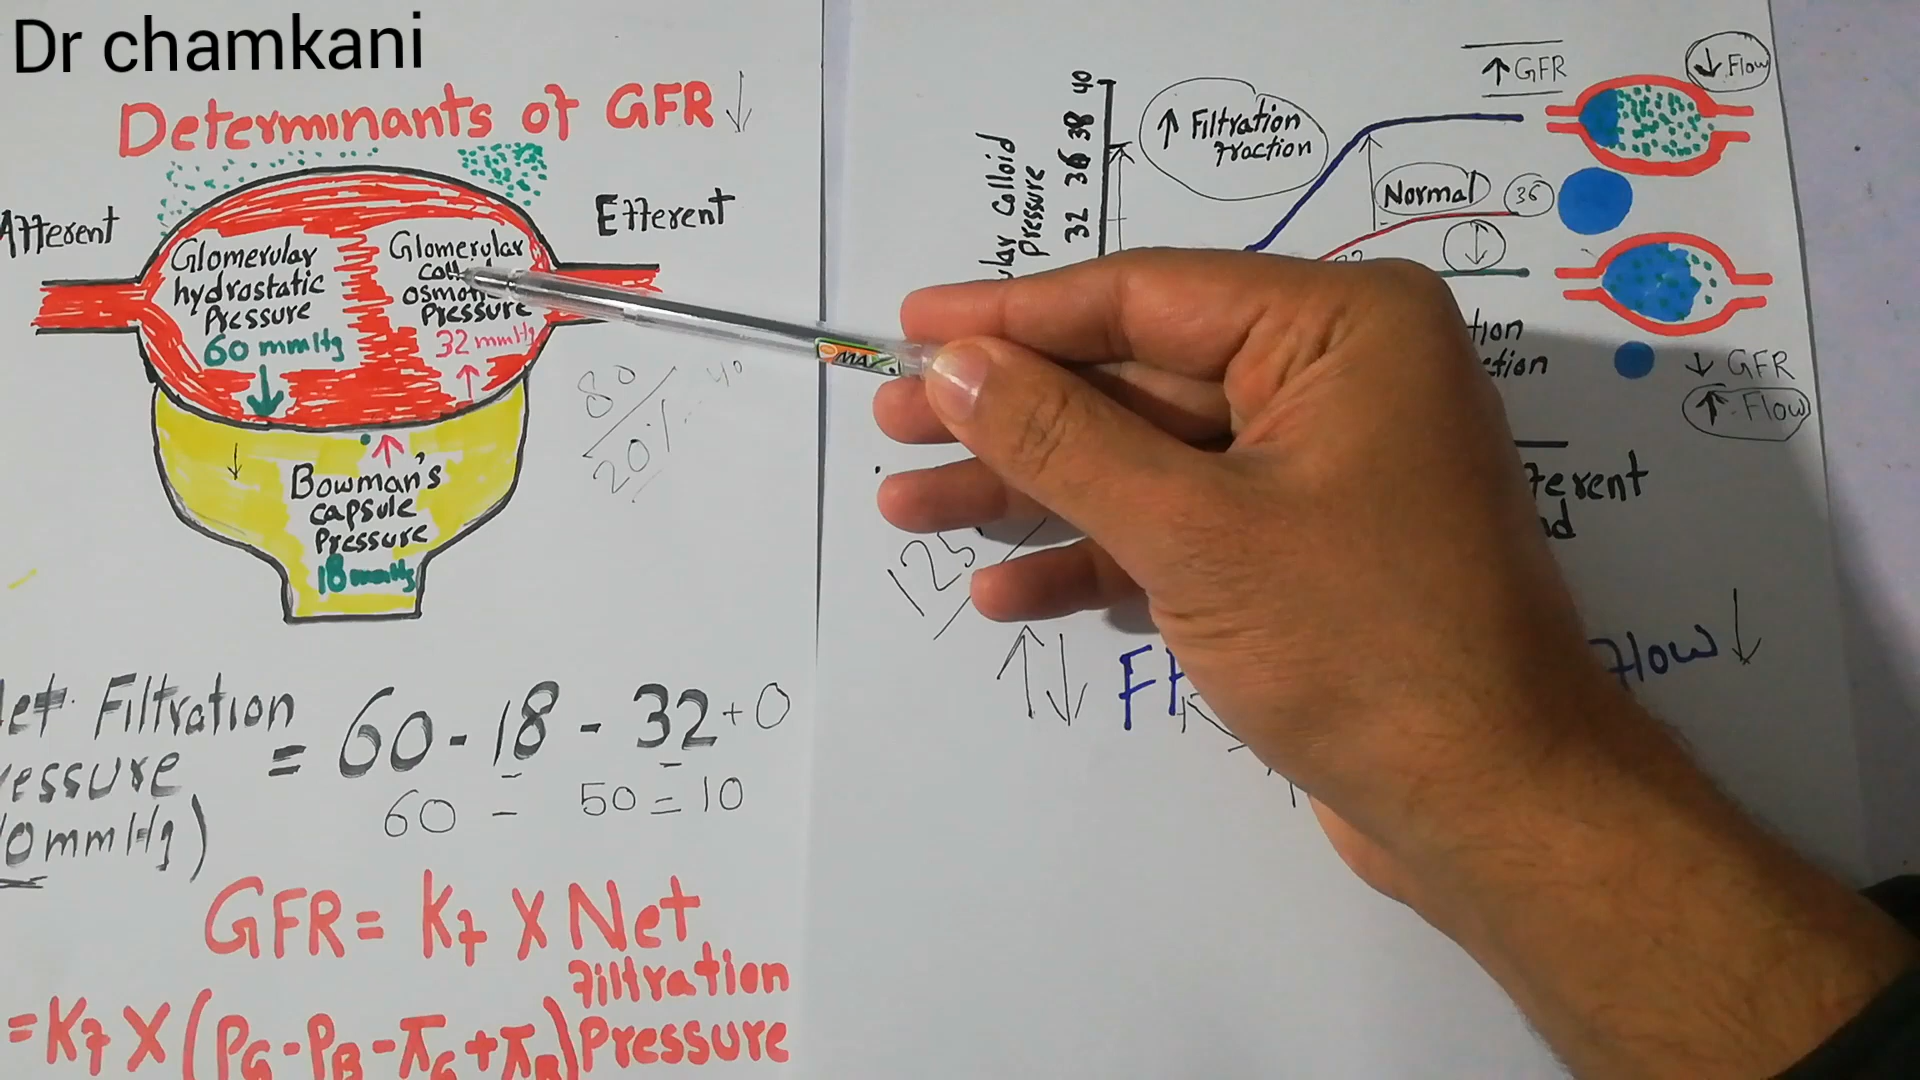 Dr chamkani
Determinants of GFR ↓
Afferent
Efferent
Glomerular
hydrostatic
Pressure
60 mmHg
Glomerular
Pressure
32 mmHg
Bowman's
capsule
Pressure
18 mmHg
80
20%
Filtration
= 60 - 18 - 32 + 0
60 - 50 = 10
mmHg)
GFR = Kf X Net
filtration
Pressure
= Kf X (PG - PB - πG + πB)
40
38
36
32
Colloid
Pressure
↑ Filtration
fraction
↑ GFR
↓ Flow
Normal
36
↓ GFR
↑ Flow
125
↑↓
Flow ↓